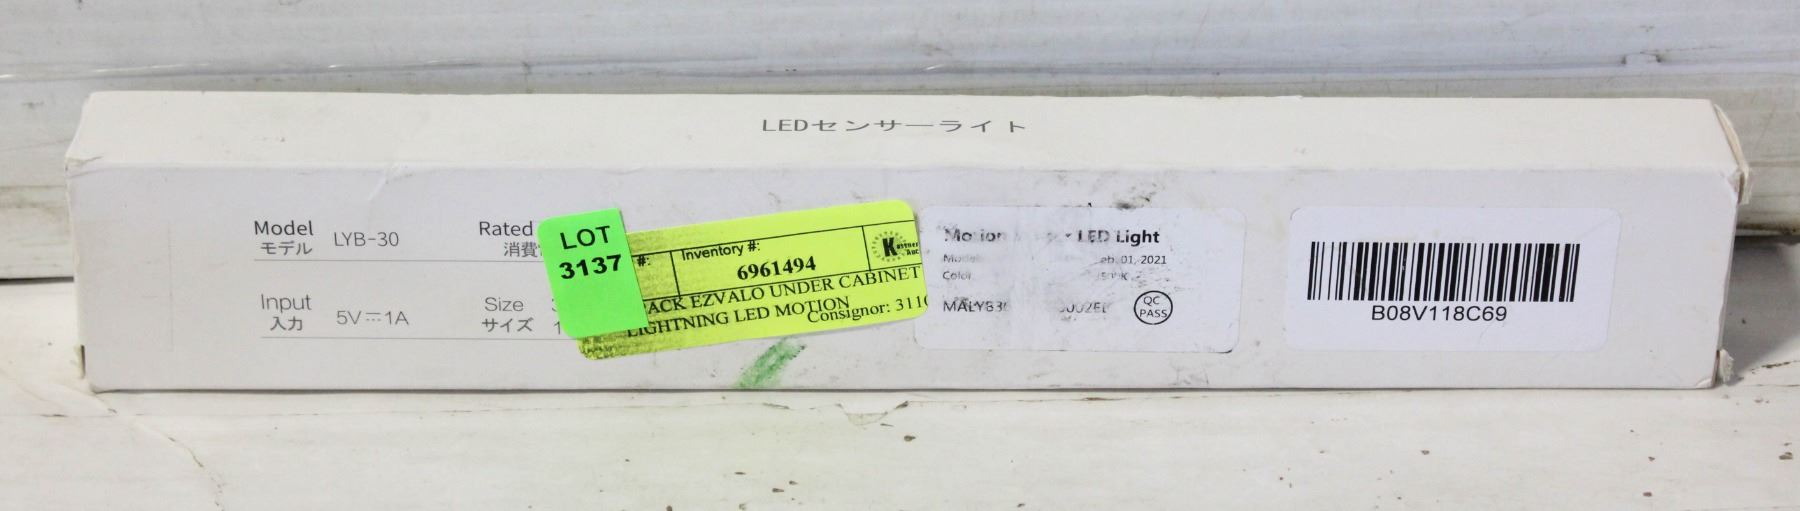 LEDセンサーライト
Model
モデル
LYB-30
Rated
消費
Input
入力
5V⎓1A
Size
サイズ
LOT
3137
#:
Inventory #:
6961494
ACK EZVALO UNDER CABINET
LIGHTNING LED MOTION
Consignor: 311
Motion LED Light
01, 2021
Color
QC
PASS
B08V118C69